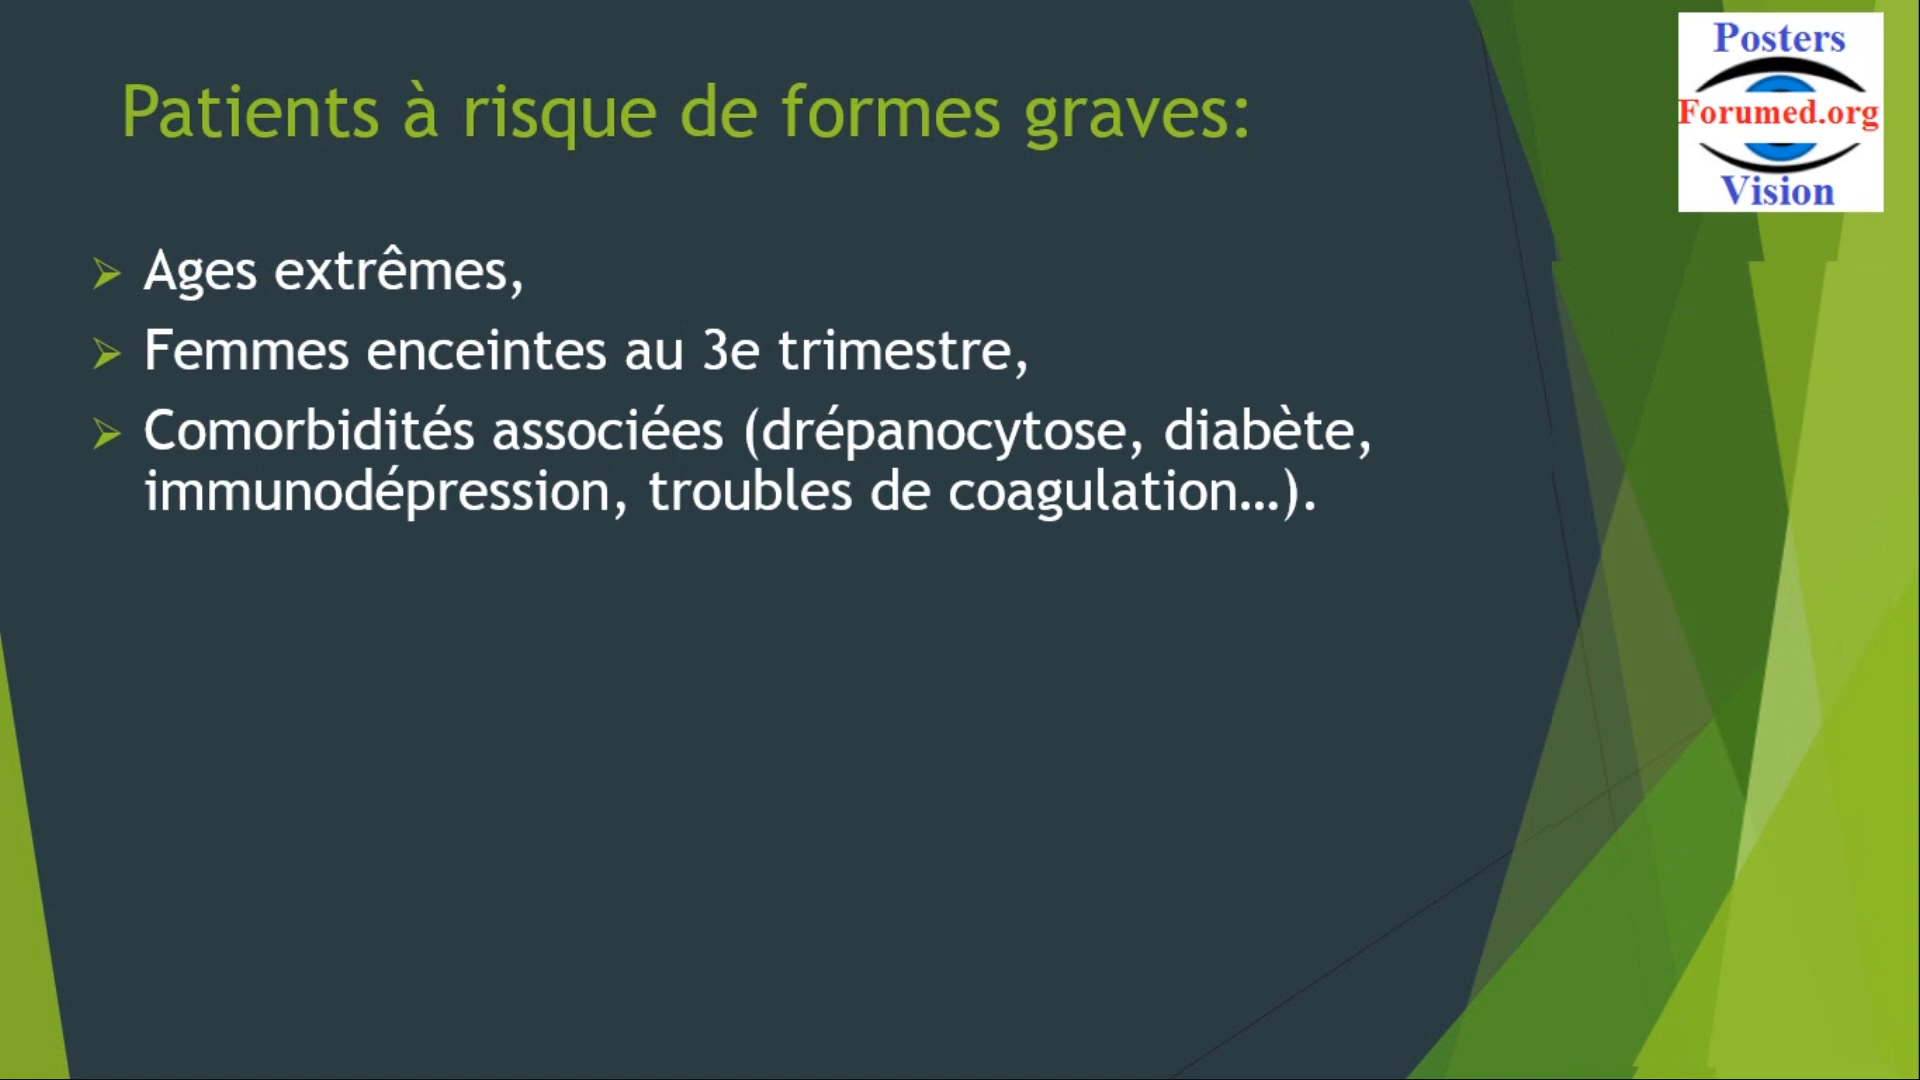 Patients à risque de formes graves:
Ages extrêmes,
Femmes enceintes au 3e trimestre,
Comorbidités associées (drépanocytose, diabète,
immunodépression, troubles de coagulation…).
Posters
Forumed.org
Vision